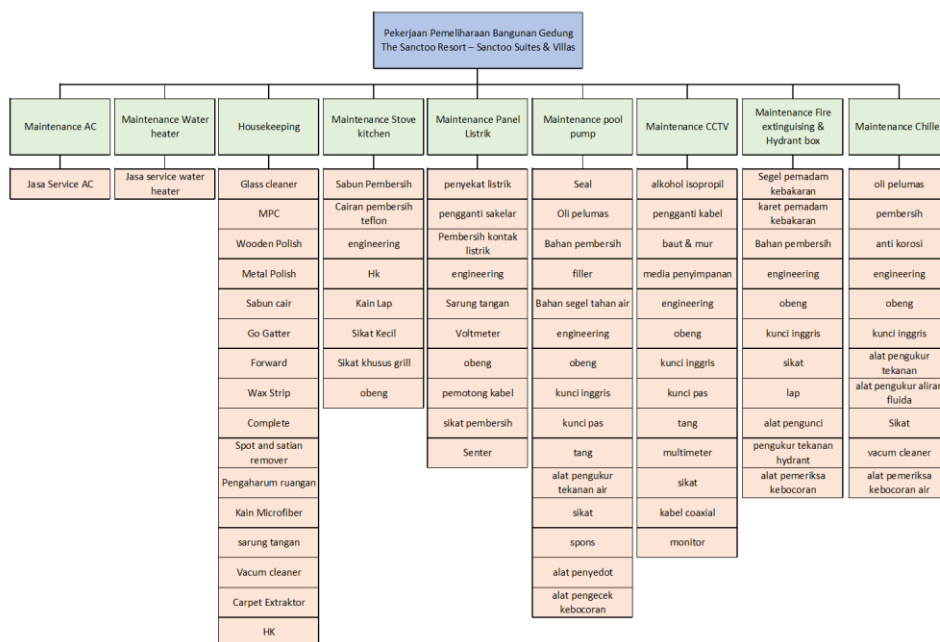 Pekerjaan Pemeliharaan Bangunan Gedung
The Sanctoo Resort – Sanctoo Suites & Villas
Maintenance AC
Jasa Service AC
Maintenance Water
heater
Jasa service water
heater
Housekeeping
Glass cleaner
MPC
Wooden Polish
Metal Polish
Sabun cair
Go Gatter
Forward
Wax Strip
Complete
Spot and satian
remover
Pengaharum ruangan
Kain Microfiber
sarung tangan
Vacum cleaner
Carpet Extraktor
HK
Maintenance Stove
kitchen
Sabun Pembersih
Cairan pembersih
teflon
engineering
Hk
Kain Lap
Sikat Kecil
Sikat khusus grill
obeng
Maintenance Panel
Listrik
penyekat listrik
pengganti sakelar
Pembersih kontak
listrik
engineering
Sarung tangan
Voltmeter
obeng
pemotong kabel
sikat pembersih
Senter
Maintenance pool
pump
Seal
Oli pelumas
Bahan pembersih
filler
Bahan segel tahan air
engineering
obeng
kunci inggris
kunci pas
tang
alat pengukur
tekanan air
sikat
spons
alat penyedot
alat pengecek
kebocoran
Maintenance CCTV
alkohol isopropil
pengganti kabel
baut & mur
media penyimpanan
engineering
obeng
kunci inggris
kunci pas
tang
multimeter
sikat
kabel coaxial
monitor
Maintenance Fire
extinguising &
Hydrant box
Segel pemadam
kebakaran
karet pemadam
kebakaran
Bahan pembersih
engineering
obeng
kunci inggris
sikat
lap
alat pengunci
pengukur tekanan
hydrant
alat pemeriksa
kebocoran
Maintenance Chille
oli pelumas
pembersih
anti korosi
engineering
obeng
kunci inggris
alat pengukur
tekanan
alat pengukur aliran
fluida
Sikat
vacum cleaner
alat pemeriksa
kebocoran air